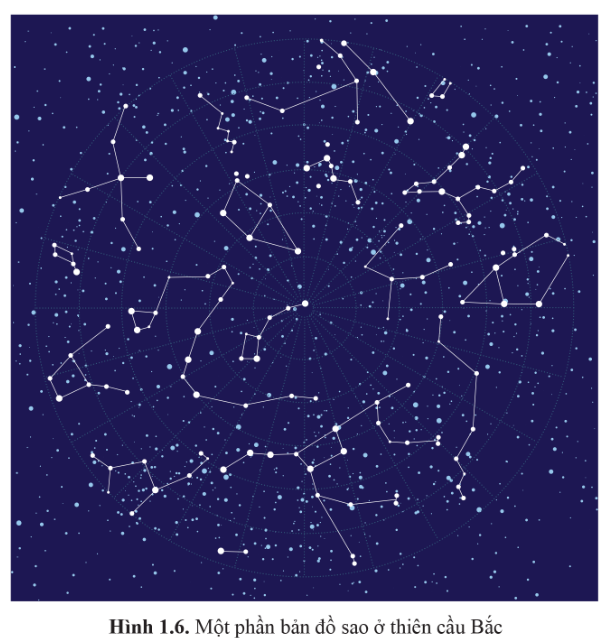 Hình 1.6. Một phần bản đồ sao ở thiên cầu Bắc